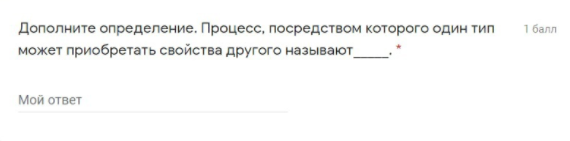 Дополните определение. Процесс, посредством которого один тип
1 балл
может приобретать свойства другого называют_____. *
Мой ответ